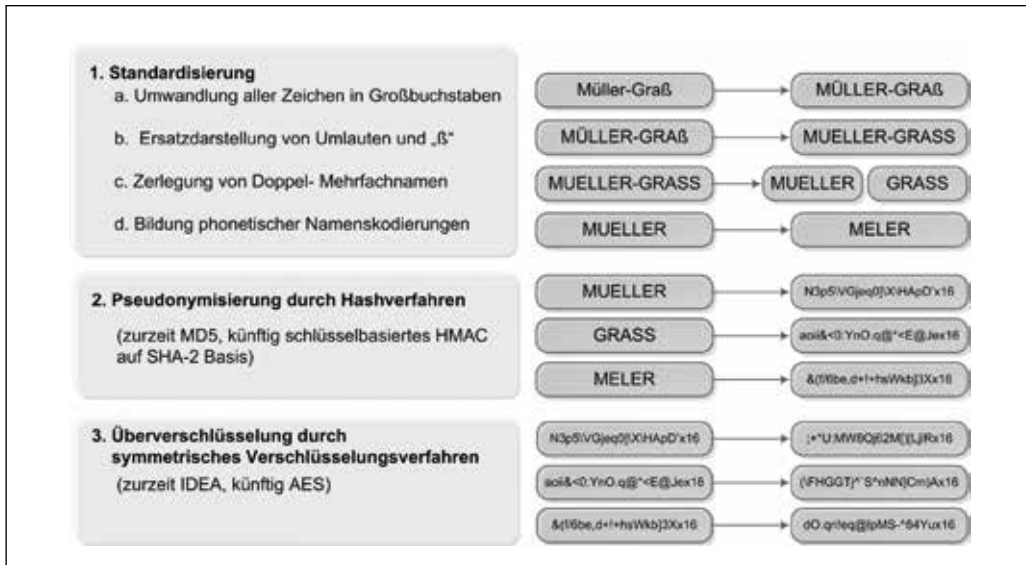 1. Standardisierung
a. Umwandlung aller Zeichen in Großbuchstaben
Müller-Graß
MÜLLER-GRAß
b. Ersatzdarstellung von Umlauten und „ß“
MÜLLER-GRAß
MUELLER-GRASS
c. Zerlegung von Doppel- Mehrfachnamen
MUELLER-GRASS
MUELLER
GRASS
d. Bildung phonetischer Namenskodierungen
MUELLER
MELER
2. Pseudonymisierung durch Hashverfahren
(zurzeit MD5, künftig schlüsselbasiertes HMAC
auf SHA-2 Basis)
MUELLER
GRASS
MELER
3. Überverschlüsselung durch
symmetrisches Verschlüsselungsverfahren
(zurzeit IDEA, künftig AES)